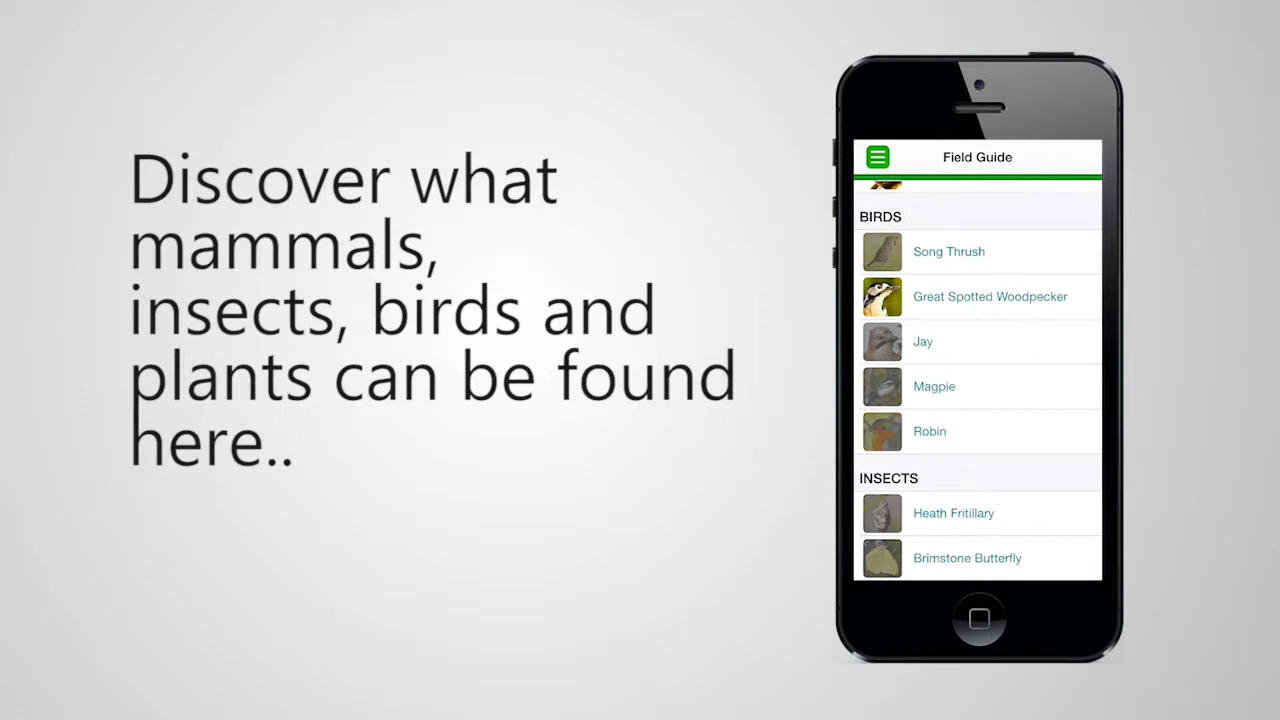 Discover what
mammals,
insects, birds and
plants can be found
here..
Field Guide
BIRDS
Song Thrush
Great Spotted Woodpecker
Jay
Magpie
Robin
INSECTS
Heath Fritillary
Brimstone Butterfly